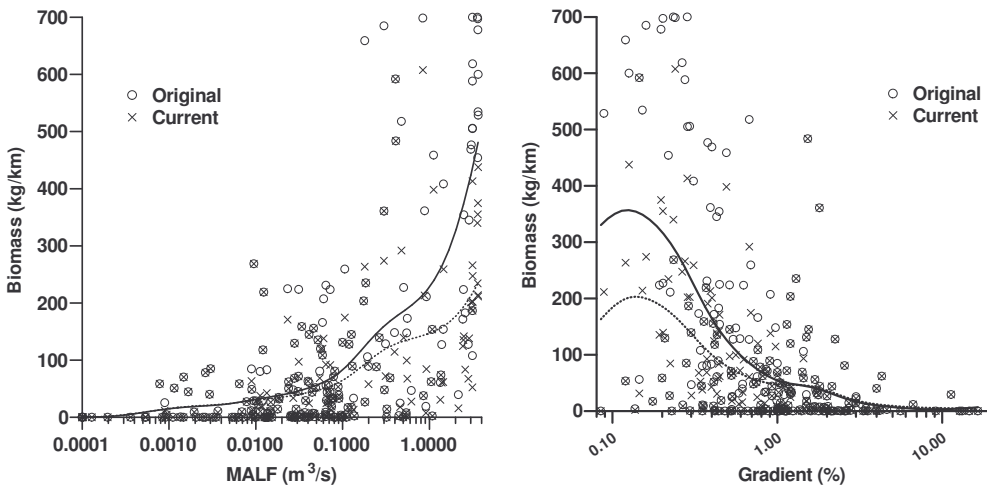 700
600
500
400
300
200
100
0
Biomass (kg/km)
Original
Current
0.0001 0.0010 0.0100 0.1000 1.0000
MALF (m³/s)
700
600
500
400
300
200
100
0
Biomass (kg/km)
Original
Current
0.10 1.00 10.00
Gradient (%)